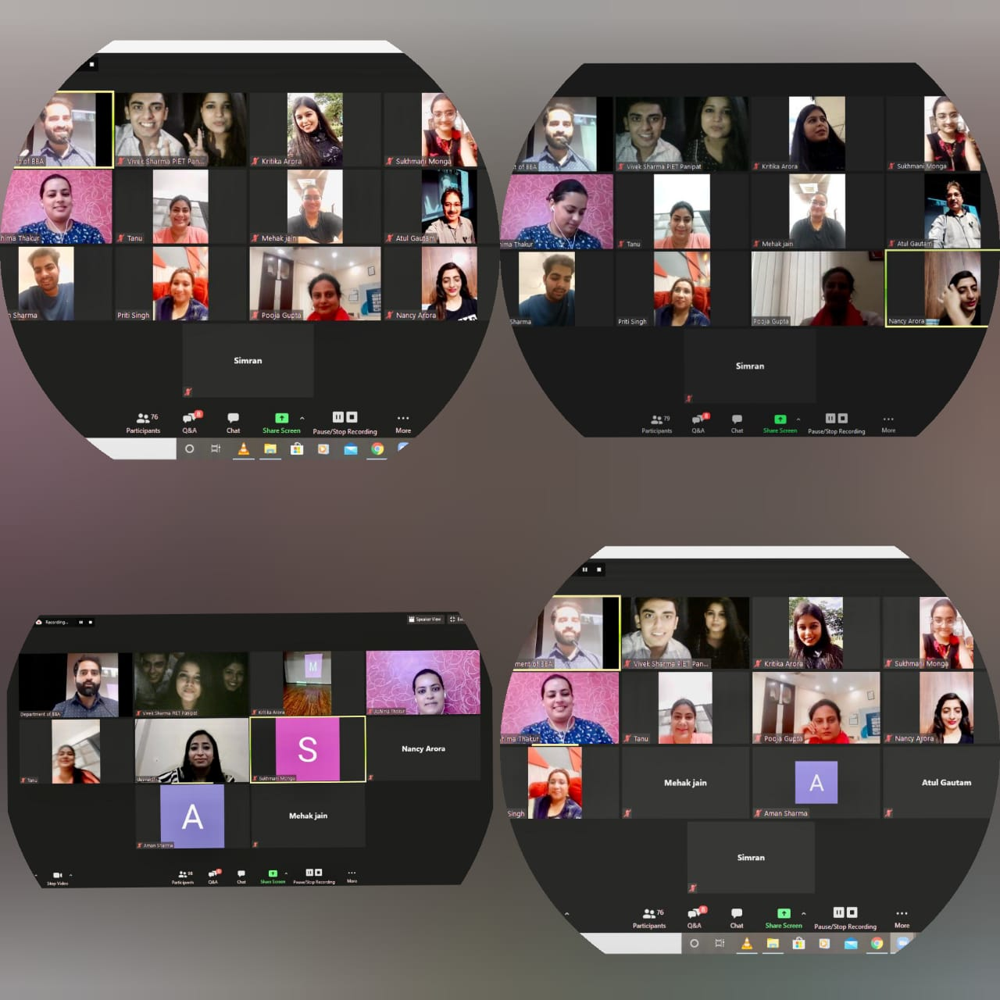 of BBA
Vivek Sharma PIET Pan...
Kritika Arora
Sukhmani Monga
hima Thakur
Tanu
Mehak jain
Atul Gautam
Sharma
Priti Singh
Pooja Gupta
Nancy Arora
Simran
76
8
Participants
Q&A
Chat
Share Screen
Pause/Stop Recording
More
of BBA
Vivek Sharma PIET Panipat
Kritika Arora
Sukhmani Monga
ima Thakur
Tanu
Mehak jain
Atul Gautam
Sharma
Priti Singh
Pooja Gupta
Nancy Arora
Simran
79
8
Participants
Q&A
Chat
Share Screen
Pause/Stop Recording
More
Recording...
Speaker View
M
Department of BBA
Vivek Sharma PIET Panipat
Kritika Arora
Ashima Thakur
S
Nancy Arora
Tanu
Sukhmani Monga
A
Mehak jain
Aman Sharma
98
Stop Video
Participants
Q&A
Chat
Share Screen
Pause/Stop Recording
More
ment of BBA
Vivek Sharma PIET Pan...
Kritika Arora
Sukhmani Monga
hima Thakur
Tanu
Pooja Gupta
Nancy Arora
Mehak jain
A
Atul Gautam
Singh
Aman Sharma
Simran
76
8
Participants
Q&A
Chat
Share Screen
Pause/Stop Recording
More